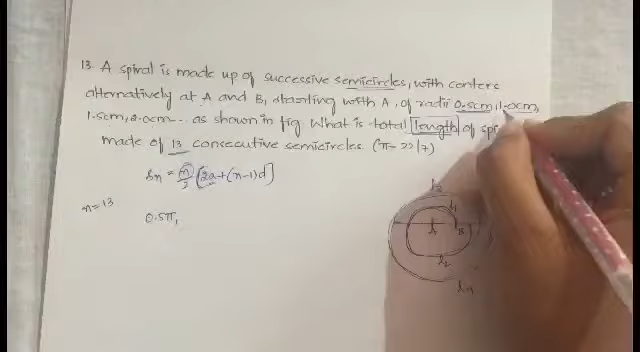 13. A spiral is made up of successive semicircles, with centers
alternatively at A and B, starting with A, of radii 0.5cm, 1.0cm,
1.5cm, 2.0cm... as shown in fig. What is total length of
made of 13 consecutive semicircles. (π = 22/7)
Sn = n/2 [2a+(n-1)d]
n=13
0.5π,
l1
A
B
l2